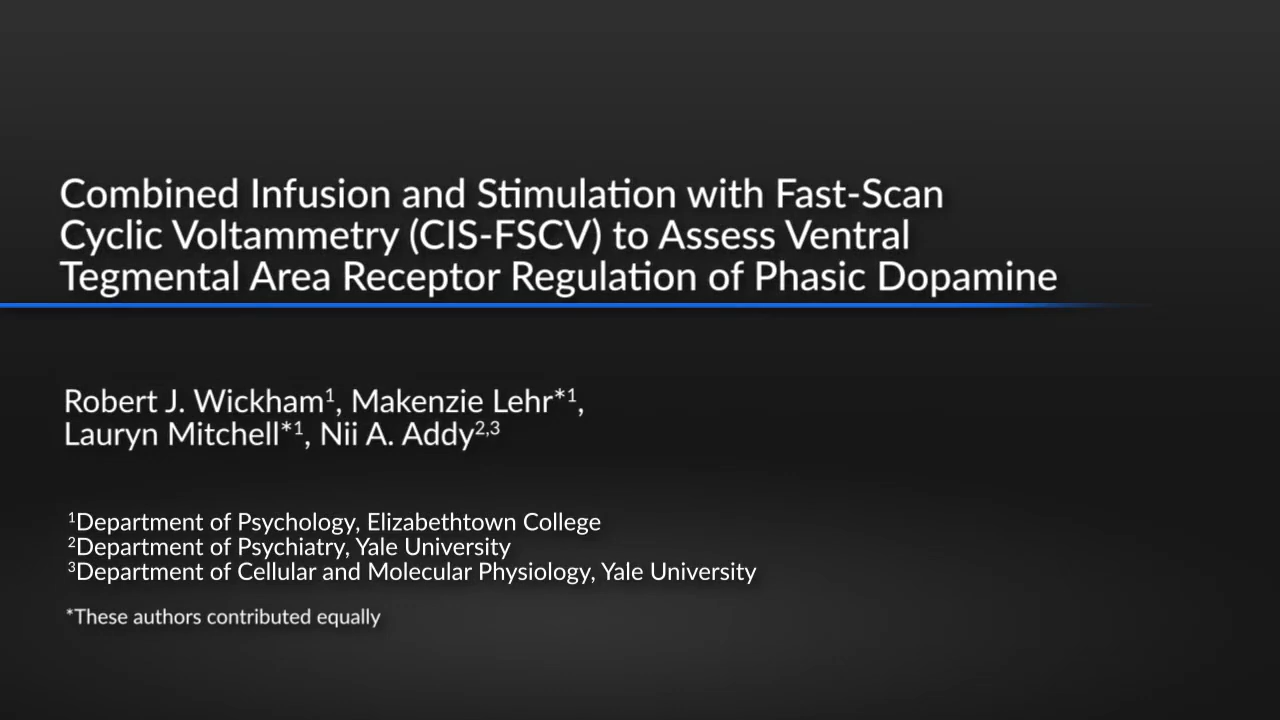 Combined Infusion and Stimulation with Fast-Scan
Cyclic Voltammetry (CIS-FSCV) to Assess Ventral
Tegmental Area Receptor Regulation of Phasic Dopamine
Robert J. Wickham¹, Makenzie Lehr*¹,
Lauryn Mitchell*¹, Nii A. Addy²,³
¹Department of Psychology, Elizabethtown College
²Department of Psychiatry, Yale University
³Department of Cellular and Molecular Physiology, Yale University
*These authors contributed equally